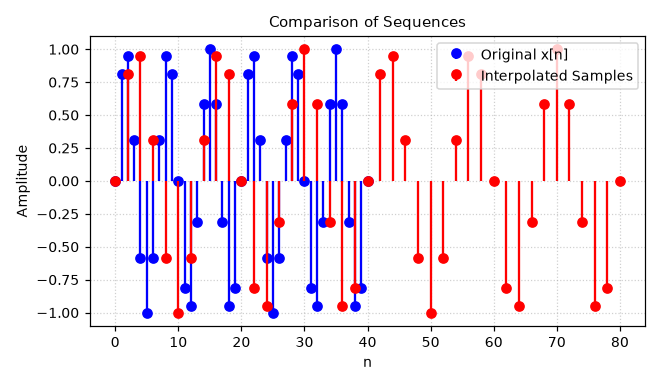 Comparison of Sequences
Original x[n]
Interpolated Samples
1.00
0.75
0.50
0.25
0.00
−0.25
−0.50
−0.75
−1.00
Amplitude
0 10 20 30 40 50 60 70 80
n